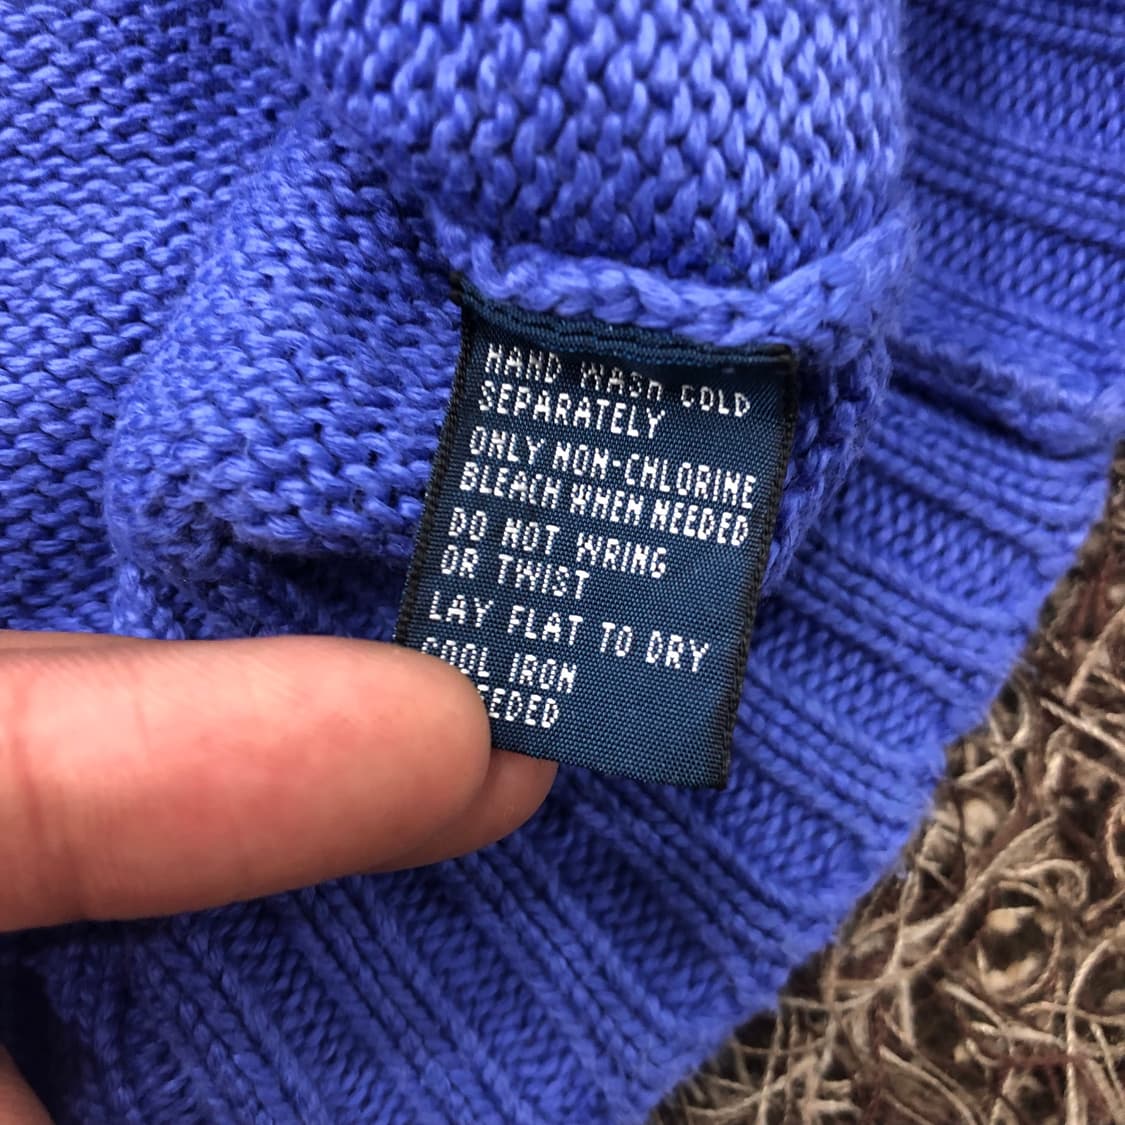 HAND WASH COLD
SEPARATELY
ONLY NON-CHLORINE
BLEACH WHEN NEEDED
DO NOT WRING
OR TWIST
LAY FLAT TO DRY
COOL IRON